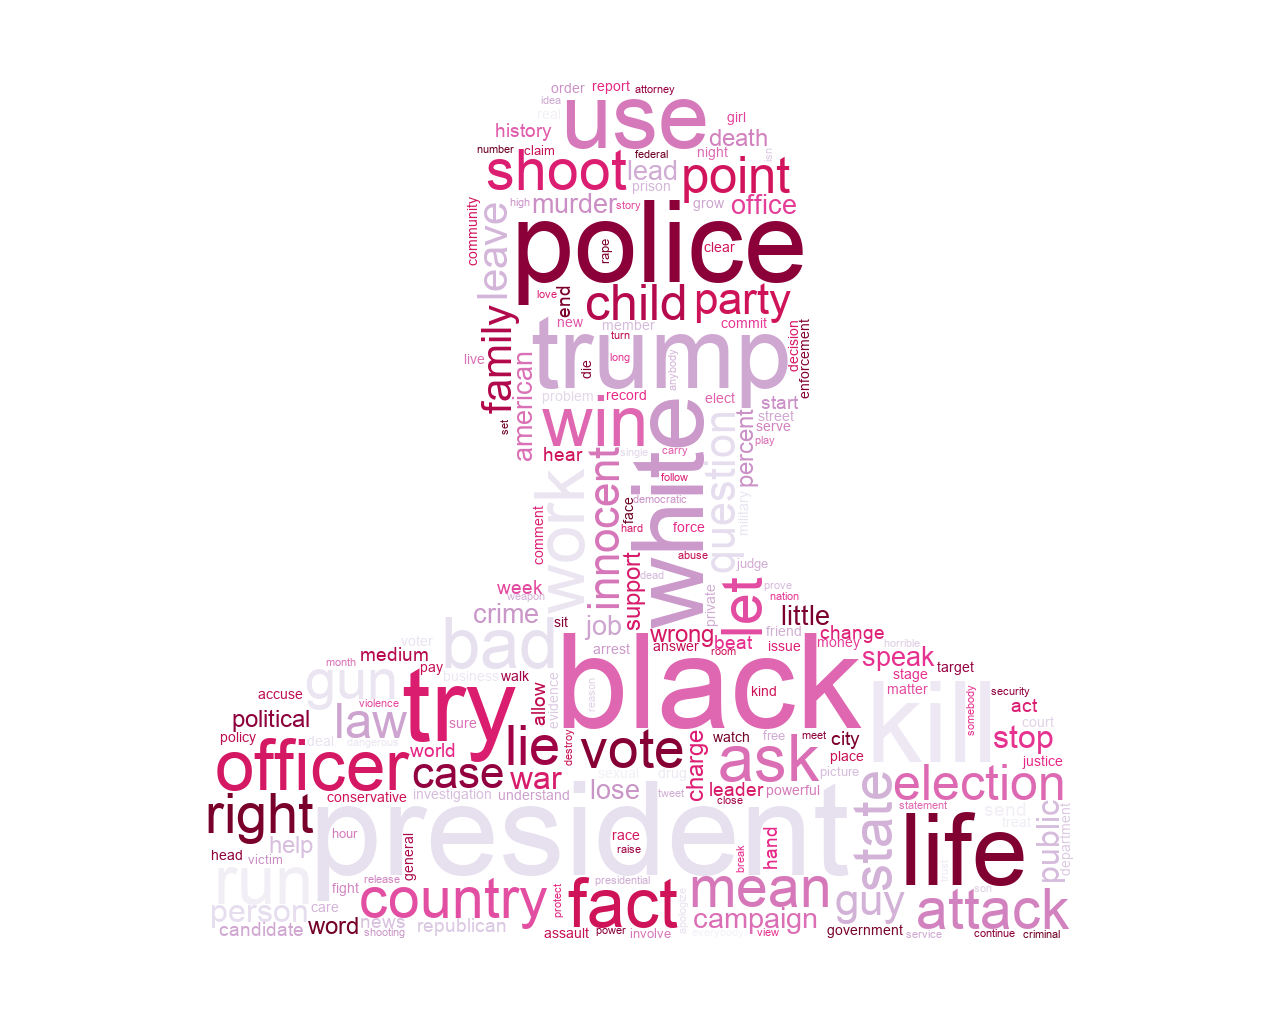 order report attorney
idea
real use girl
history death
number claim federal night isn
shoot lead point
prison
community high murder story grow office
leave police rape clear
love end child party
new member commit
family turn decision enforcement
live american die trump long anybody
problem record elect start
set win white street
serve
percent play
hear single carry
work innocent follow question
face democratic military
comment hard force
support abuse
week dead judge
weapon private let prove nation
crime sit job little
voter bad wrong friend change
arrest answer beat issue money horrible
month medium pay black room speak
gun business walk stage target
accuse violence try allow evidence reason kind kill matter somebody security
political law sure act
policy deal dangerous lie destroy vote watch free meet city court
officer world charge ask place stop
case war sexual drug picture justice
conservative investigation understand lose tweet leader powerful state election
right president close statement send
hour race life treat public department
help general raise hand
head victim break trust
run release presidential son
fight country protect fact apologize mean guy attack
person care campaign
candidate word news republican government
shooting assault power involve everybody view service continue criminal